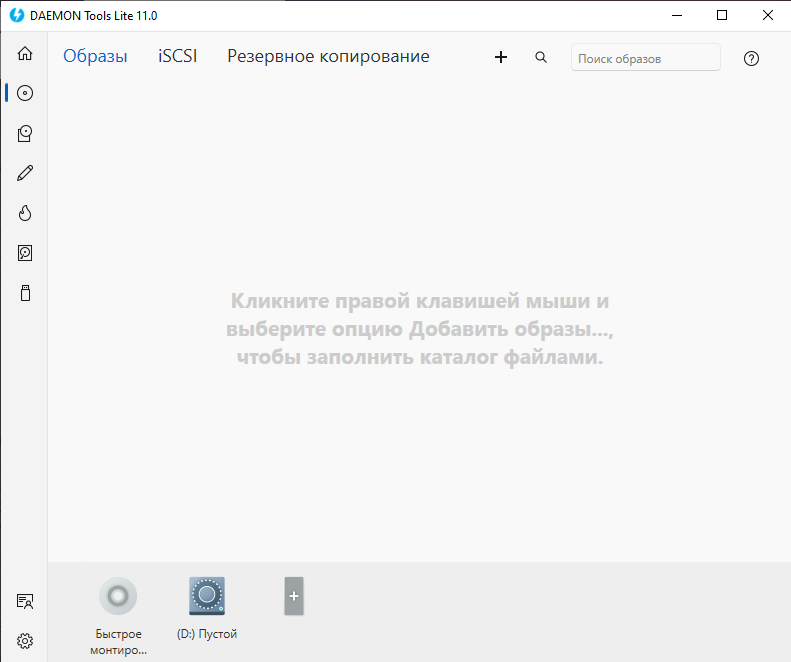 DAEMON Tools Lite 11.0
Образы iSCSI Резервное копирование Поиск образов
Кликните правой клавишей мыши и
выберите опцию Добавить образы...,
чтобы заполнить каталог файлами.
Быстрое
монтиро...
(D:) Пустой